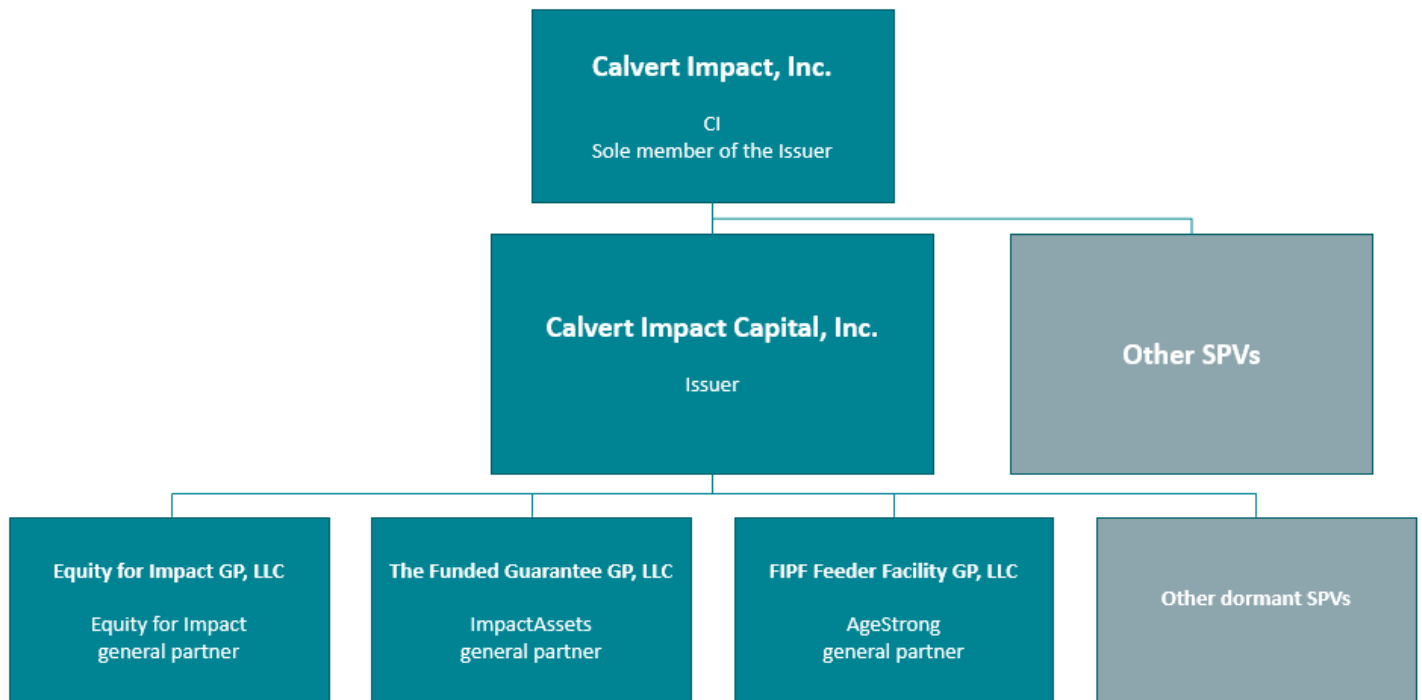 Calvert Impact, Inc.
CI
Sole member of the Issuer
Calvert Impact Capital, Inc.
Issuer
Other SPVs
Equity for Impact GP, LLC
Equity for Impact
general partner
The Funded Guarantee GP, LLC
ImpactAssets
general partner
FIPF Feeder Facility GP, LLC
AgeStrong
general partner
Other dormant SPVs